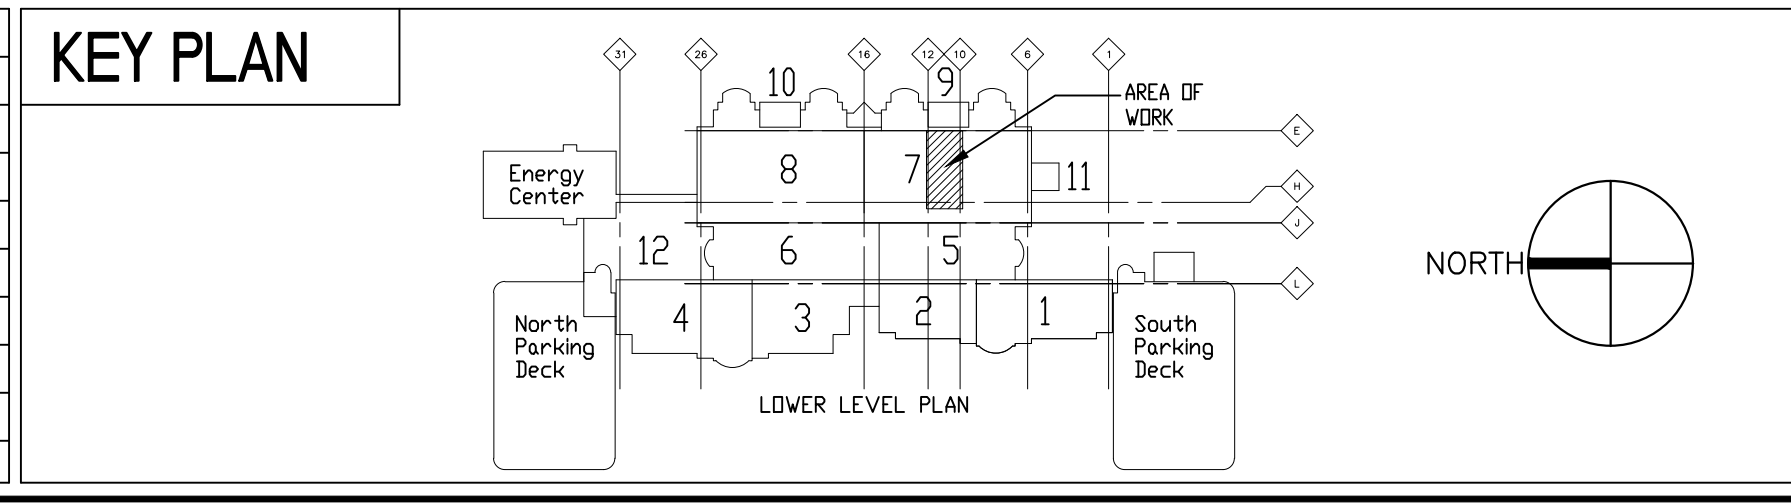 KEY PLAN
31
26
16
12
10
6
1
10
9
AREA OF
WORK
E
8
7
11
Energy
Center
H
J
12
6
5
NORTH
L
4
3
2
1
North
Parking
Deck
South
Parking
Deck
LOWER LEVEL PLAN